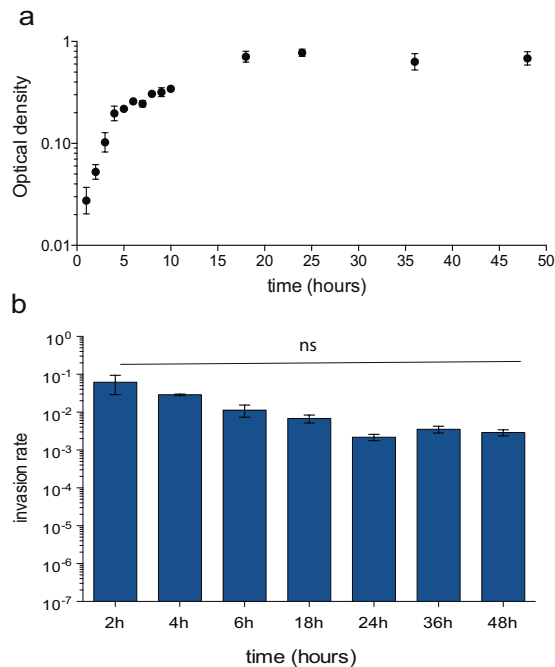 a
Optical density
1
0.10
0.01
0 5 10 15 20 25 30 35 40 45 50
time (hours)
b
invasion rate
ns
10⁰
10⁻¹
10⁻²
10⁻³
10⁻⁴
10⁻⁵
10⁻⁶
10⁻⁷
2h 4h 6h 18h 24h 36h 48h
time (hours)